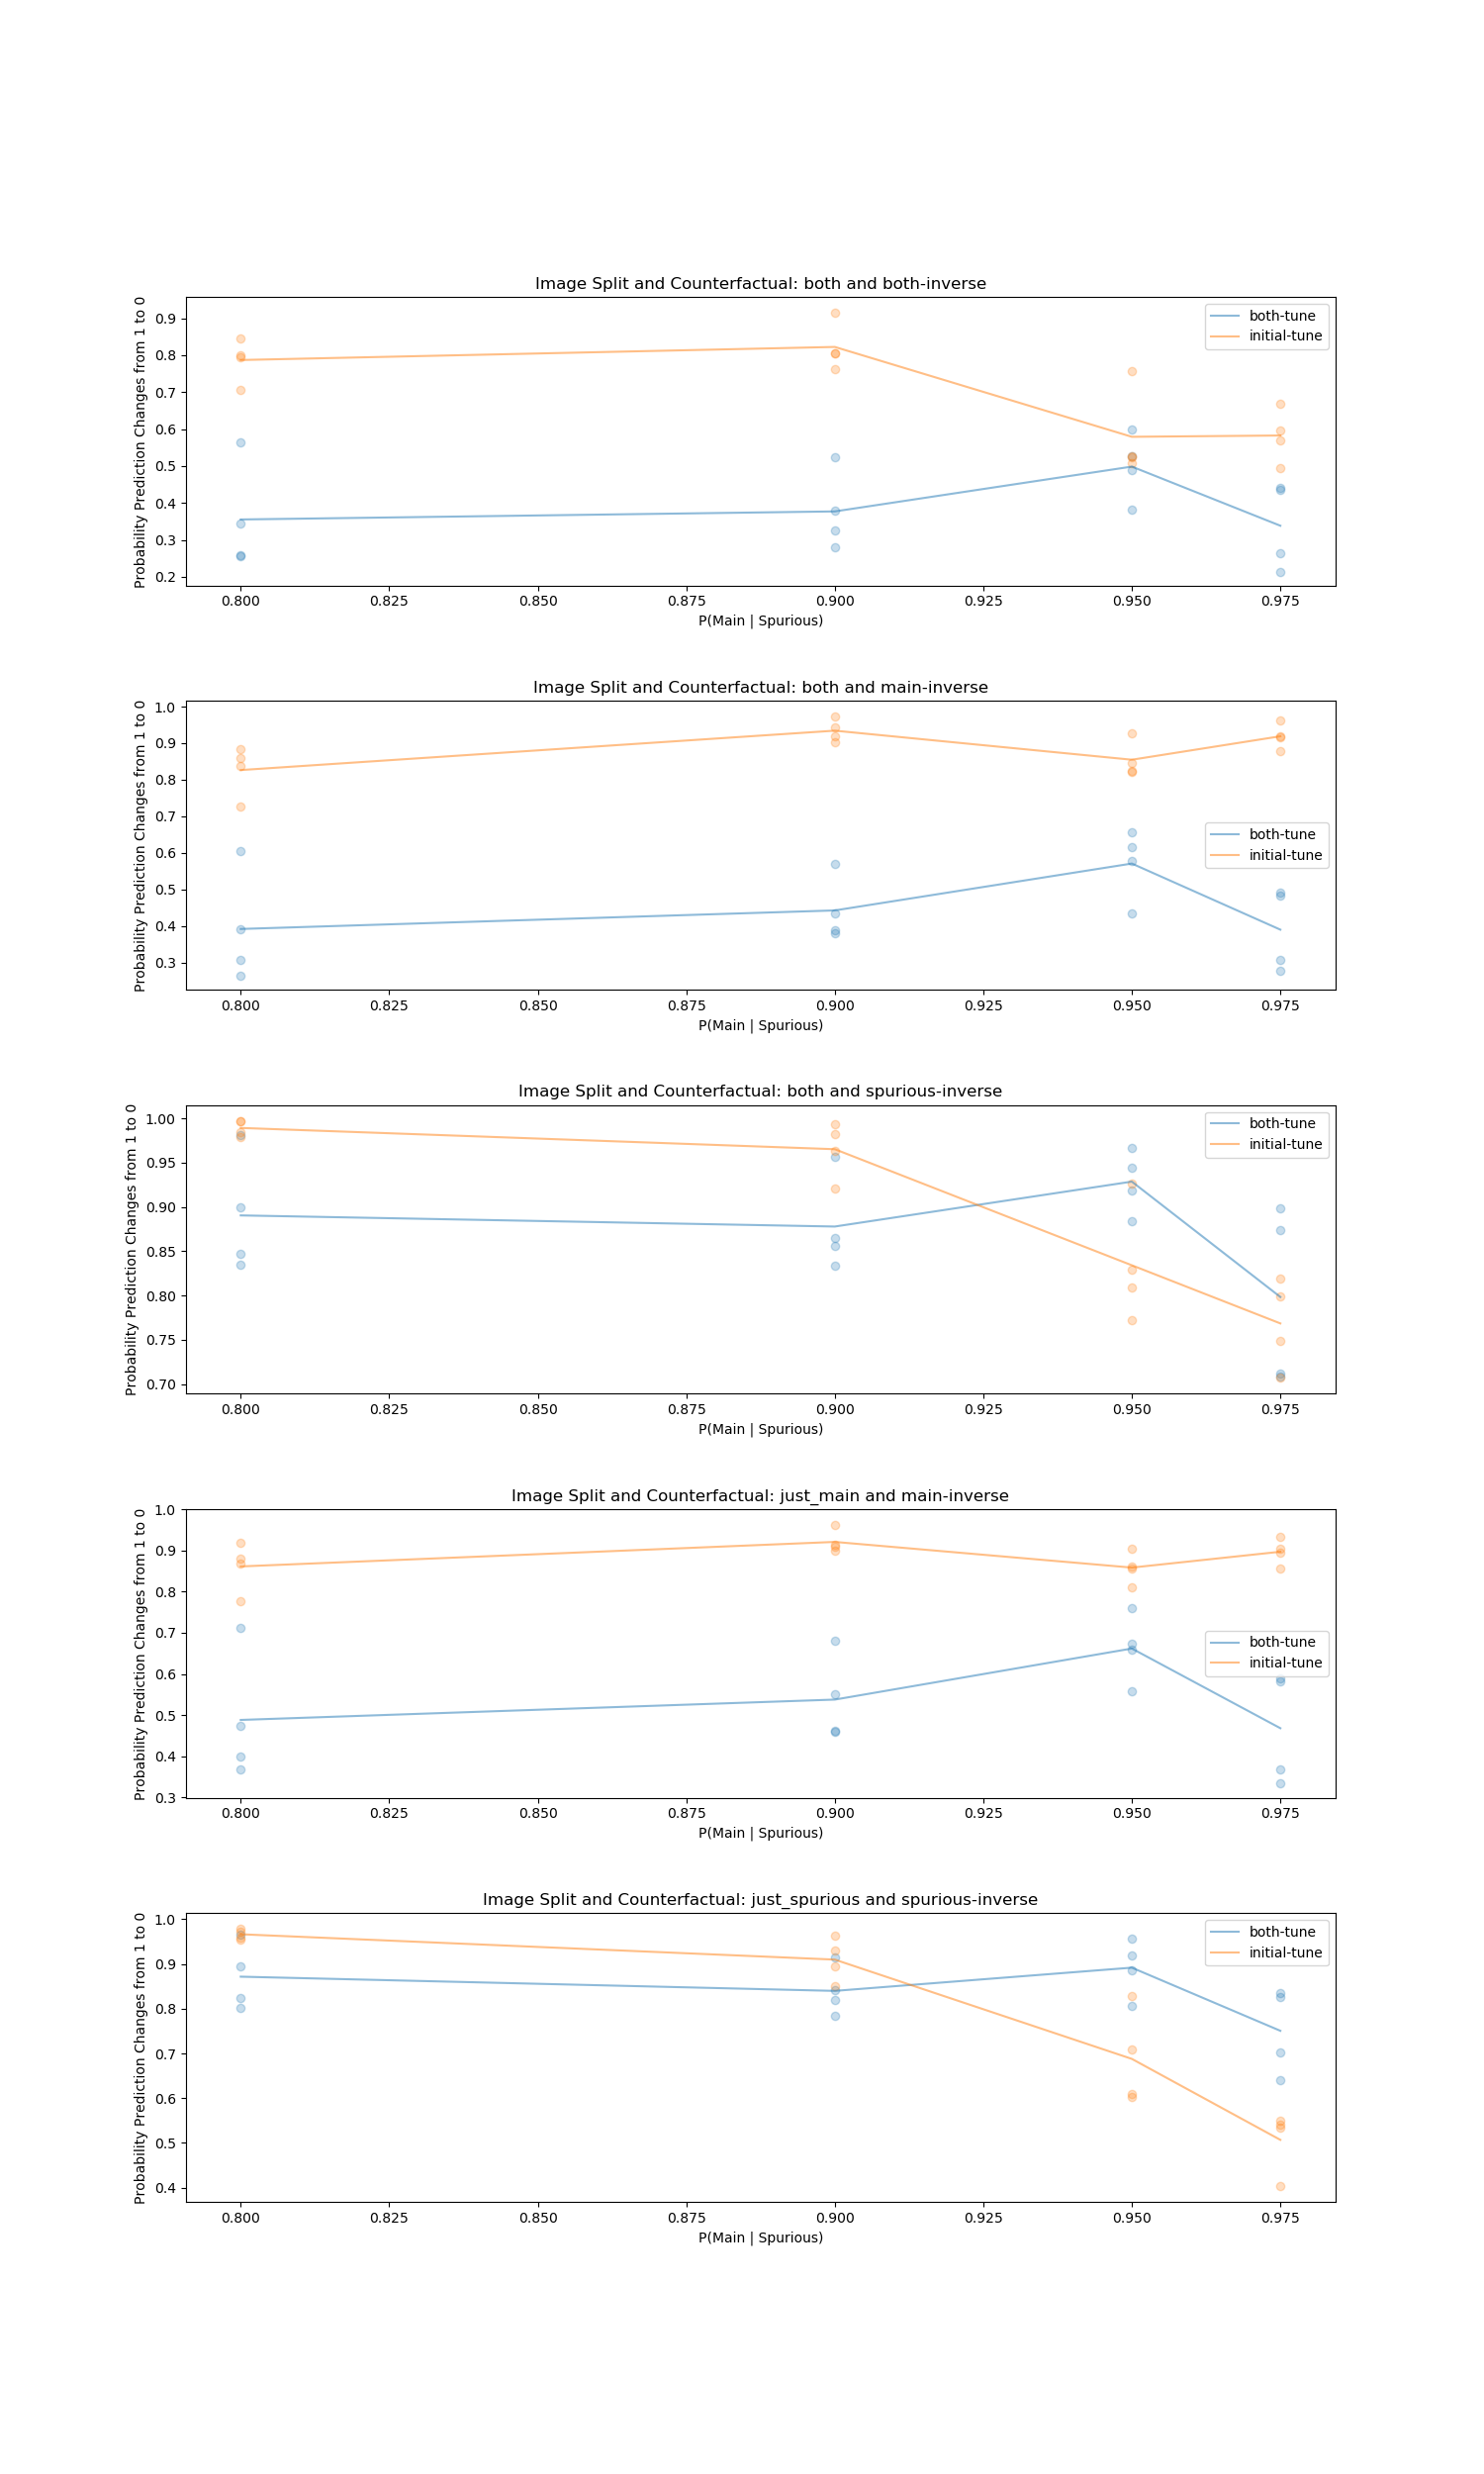 Image Split and Counterfactual: both and both-inverse
Probability Prediction Changes from 1 to 0
0.9
0.8
0.7
0.6
0.5
0.4
0.3
0.2
both-tune
initial-tune
0.800 0.825 0.850 0.875 0.900 0.925 0.950 0.975
P(Main | Spurious)
Image Split and Counterfactual: both and main-inverse
Probability Prediction Changes from 1 to 0
1.0
0.9
0.8
0.7
0.6
0.5
0.4
0.3
both-tune
initial-tune
0.800 0.825 0.850 0.875 0.900 0.925 0.950 0.975
P(Main | Spurious)
Image Split and Counterfactual: both and spurious-inverse
Probability Prediction Changes from 1 to 0
1.00
0.95
0.90
0.85
0.80
0.75
0.70
both-tune
initial-tune
0.800 0.825 0.850 0.875 0.900 0.925 0.950 0.975
P(Main | Spurious)
Image Split and Counterfactual: just_main and main-inverse
Probability Prediction Changes from 1 to 0
1.0
0.9
0.8
0.7
0.6
0.5
0.4
0.3
both-tune
initial-tune
0.800 0.825 0.850 0.875 0.900 0.925 0.950 0.975
P(Main | Spurious)
Image Split and Counterfactual: just_spurious and spurious-inverse
Probability Prediction Changes from 1 to 0
1.0
0.9
0.8
0.7
0.6
0.5
0.4
both-tune
initial-tune
0.800 0.825 0.850 0.875 0.900 0.925 0.950 0.975
P(Main | Spurious)